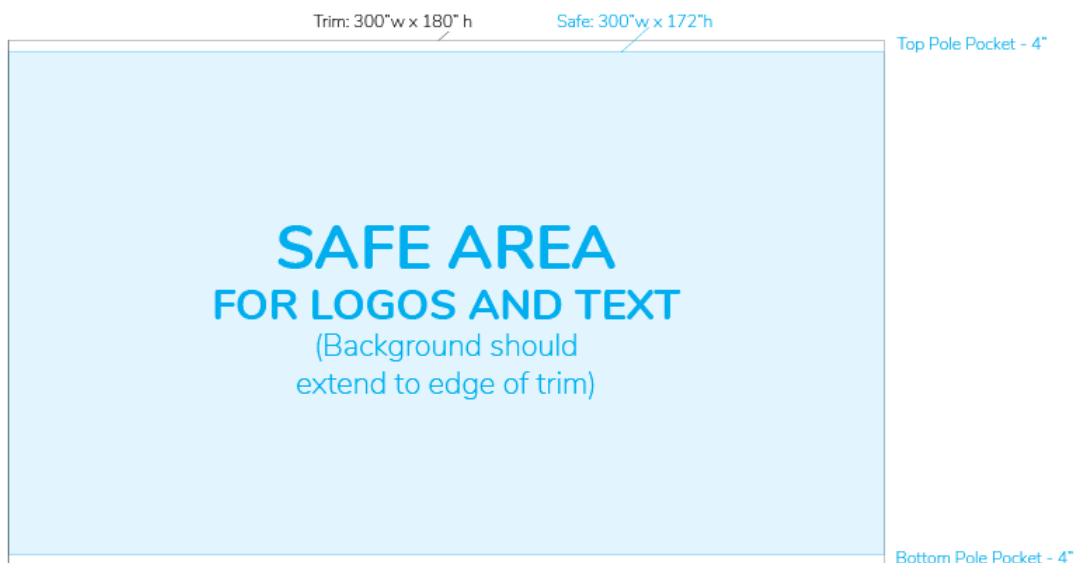 Trim: 300”w x 180” h
Safe: 300”w x 172”h
Top Pole Pocket - 4”
SAFE AREA
FOR LOGOS AND TEXT
(Background should
extend to edge of trim)
Bottom Pole Pocket - 4”